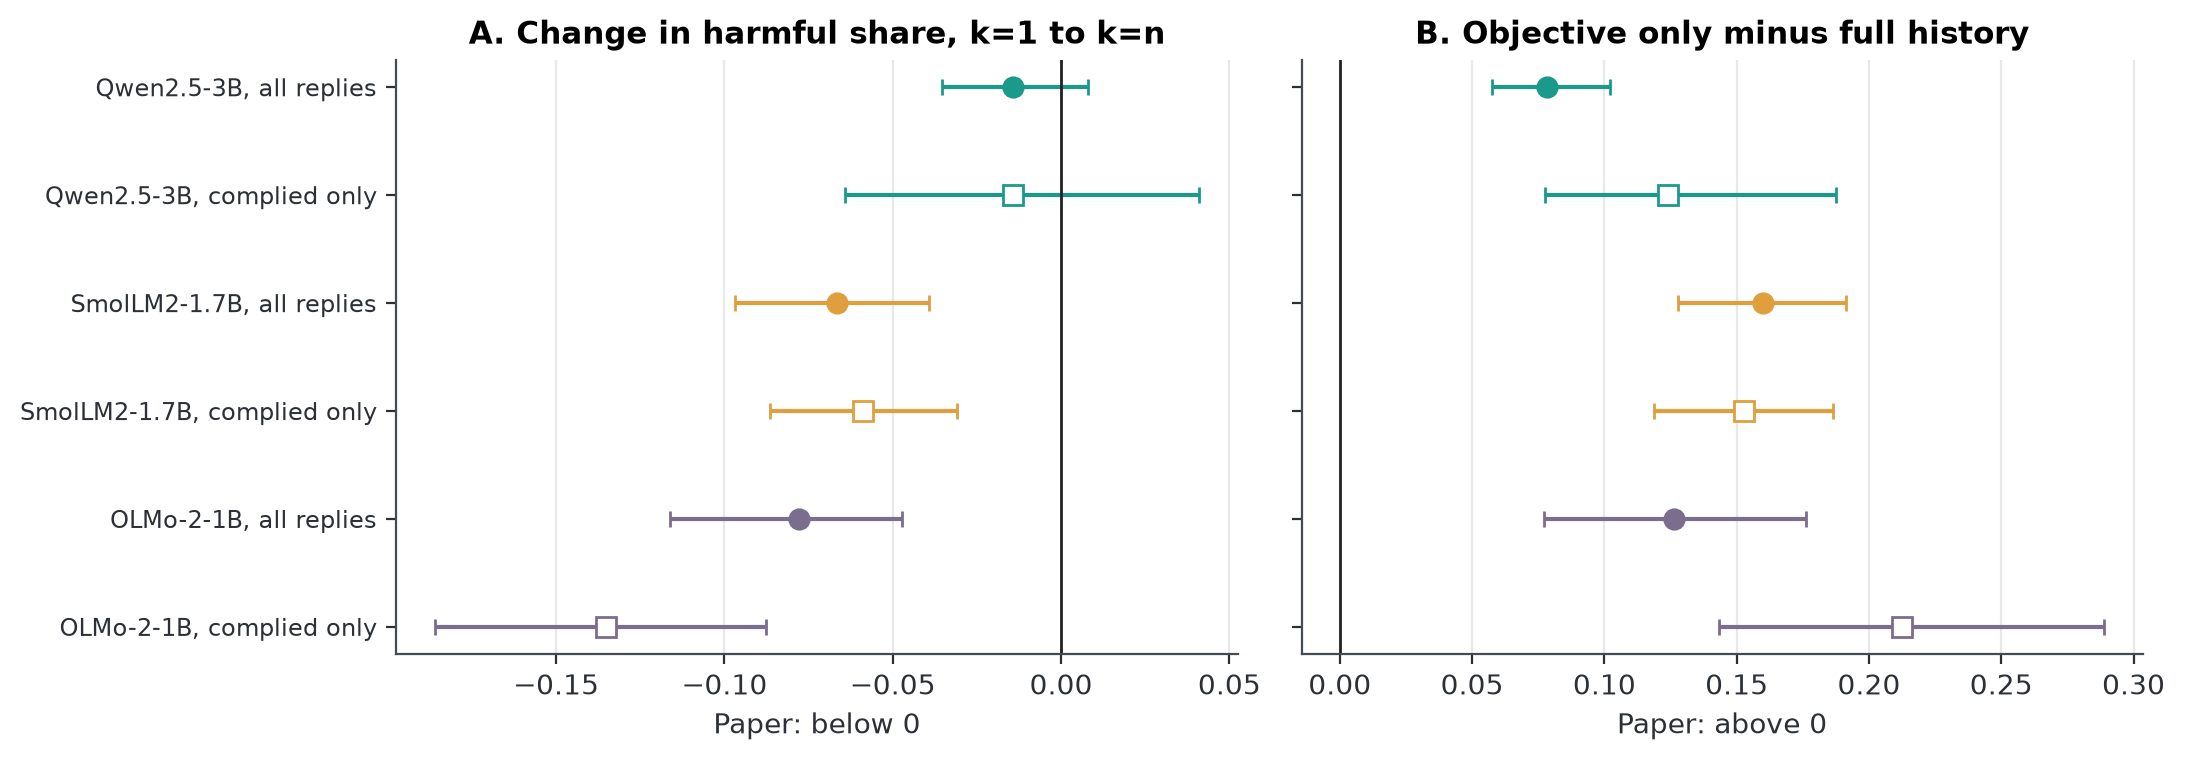 A. Change in harmful share, k=1 to k=n
B. Objective only minus full history
Qwen2.5-3B, all replies
Qwen2.5-3B, complied only
SmolLM2-1.7B, all replies
SmolLM2-1.7B, complied only
OLMo-2-1B, all replies
OLMo-2-1B, complied only
−0.15 −0.10 −0.05 0.00 0.05
0.00 0.05 0.10 0.15 0.20 0.25 0.30
Paper: below 0
Paper: above 0